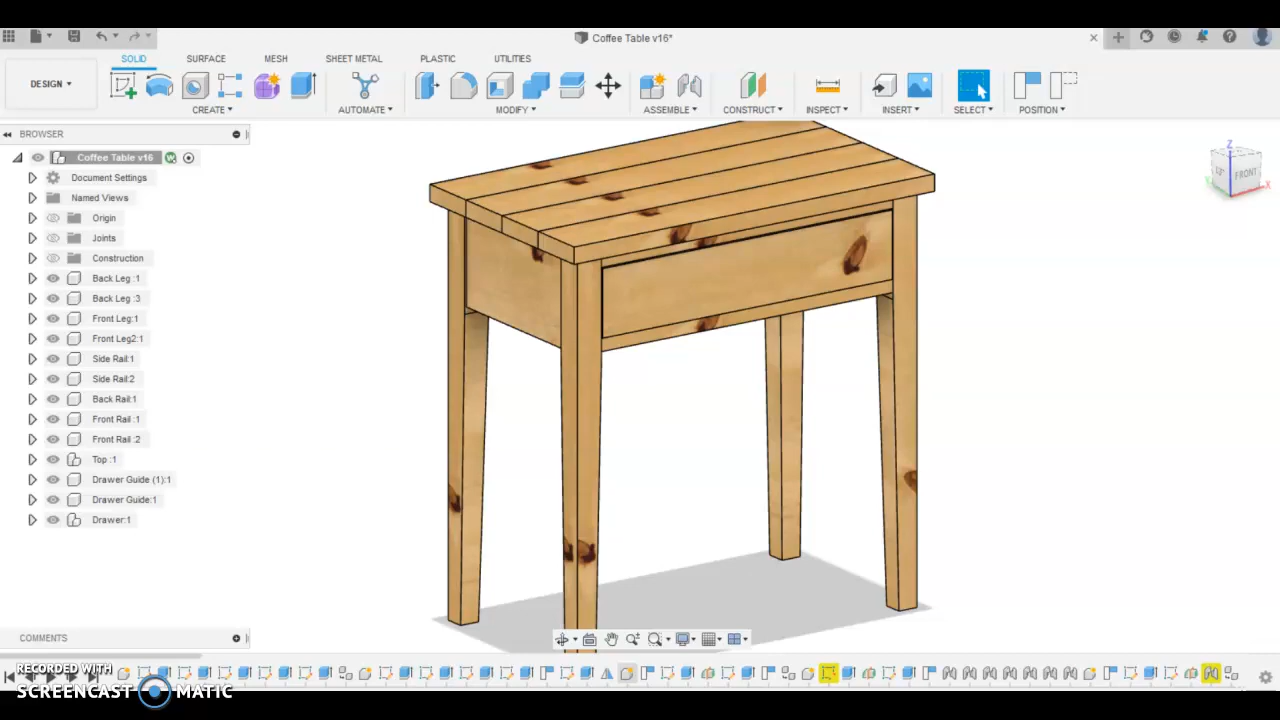 Coffee Table v16*
SOLID SURFACE MESH SHEET METAL PLASTIC UTILITIES
DESIGN
CREATE AUTOMATE MODIFY ASSEMBLE CONSTRUCT INSPECT INSERT SELECT POSITION
BROWSER
Coffee Table v16
Document Settings
Named Views
Origin
Joints
Construction
Back Leg :1
Back Leg :3
Front Leg:1
Front Leg2:1
Side Rail:1
Side Rail:2
Back Rail:1
Front Rail :1
Front Rail :2
Top :1
Drawer Guide (1):1
Drawer Guide:1
Drawer:1
Z
FRONT
X
COMMENTS
RECORDED WITH
SCREENCAST MATIC